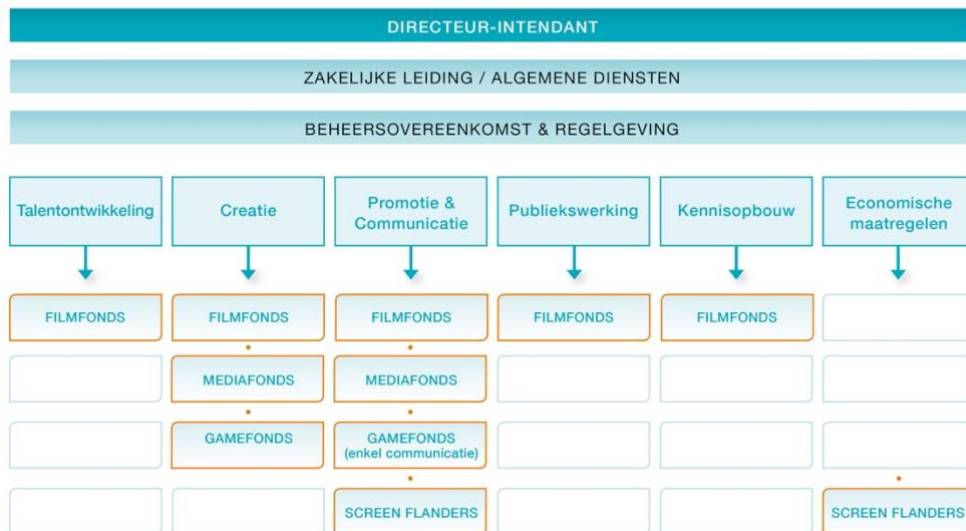 DIRECTEUR-INTENDANT
ZAKELIJKE LEIDING / ALGEMENE DIENSTEN
BEHEERSOVEREENKOMST & REGELGEVING
Talentontwikkeling
Creatie
Promotie &
Communicatie
Publiekswerking
Kennisopbouw
Economische
maatregelen
FILMFONDS
FILMFONDS
FILMFONDS
FILMFONDS
FILMFONDS
MEDIAFONDS
MEDIAFONDS
GAMEFONDS
GAMEFONDS
(enkel communicatie)
SCREEN FLANDERS
SCREEN FLANDERS